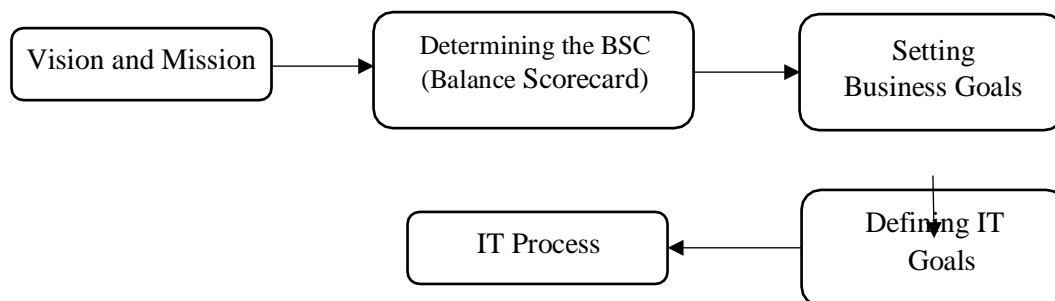 Vision and Mission
Determining the BSC
(Balance Scorecard)
Setting
Business Goals
Defining IT
Goals
IT Process